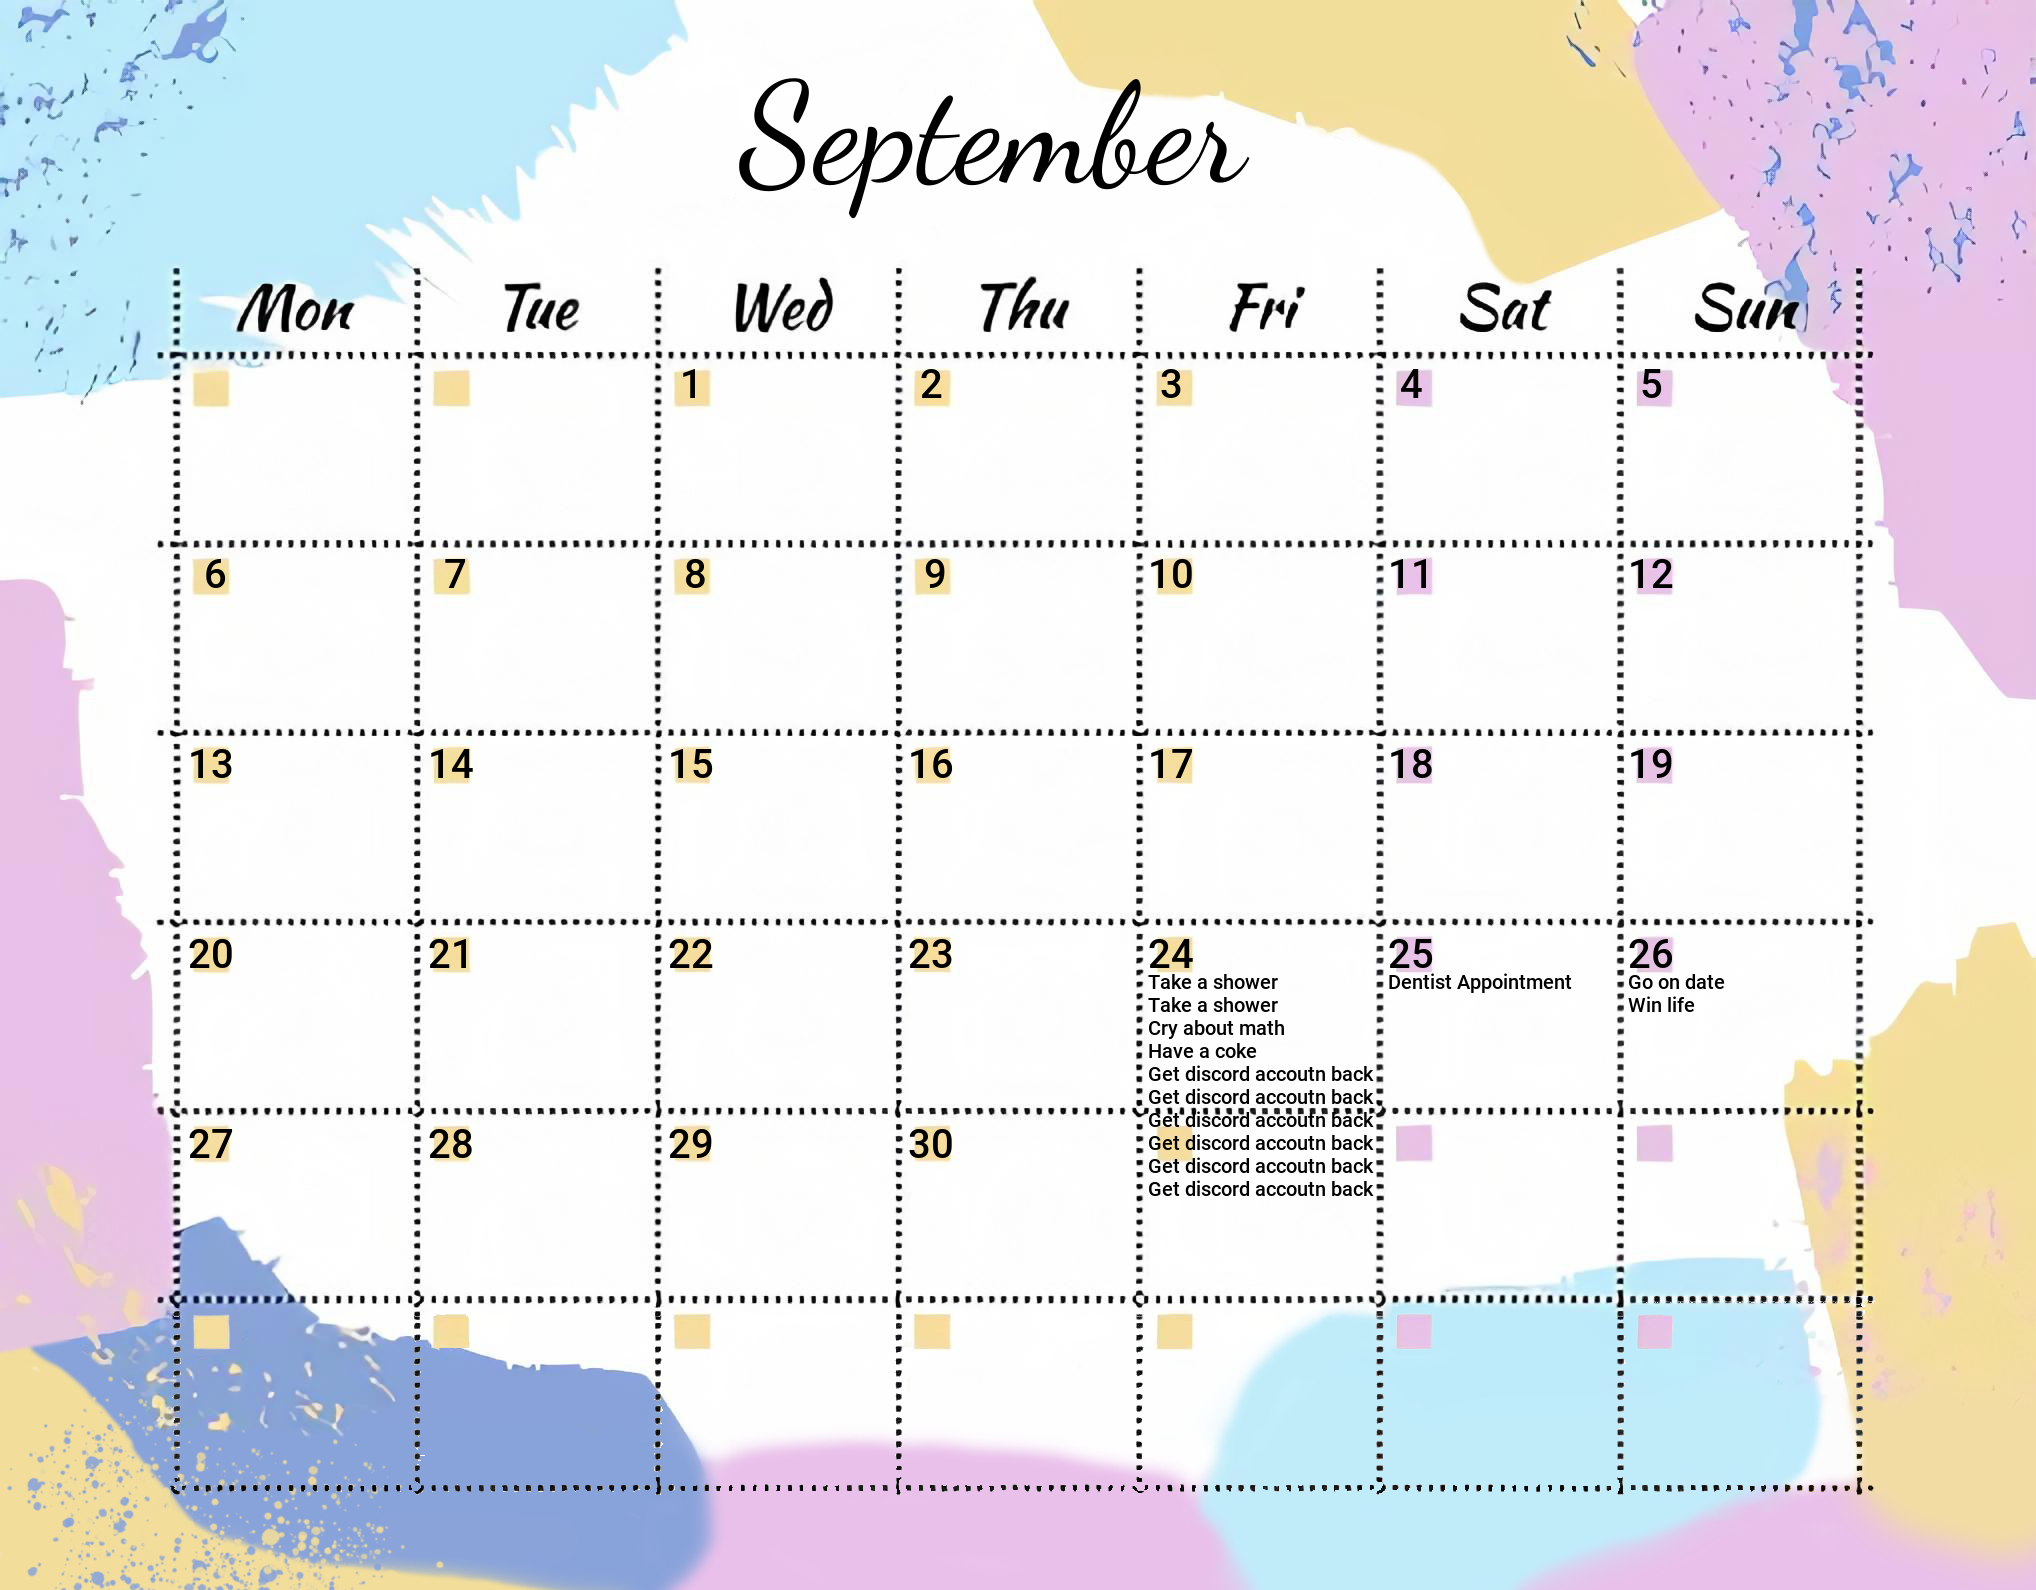 September
Mon Tue Wed Thu Fri Sat Sun
1 2 3 4 5
6 7 8 9 10 11 12
13 14 15 16 17 18 19
20 21 22 23 24 25 26
Take a shower Dentist Appointment Go on date
Take a shower Win life
Cry about math
Have a coke
Get discord accoutn back
Get discord accoutn back
Get discord accoutn back
27 28 29 30 Get discord accoutn back
Get discord accoutn back
Get discord accoutn back